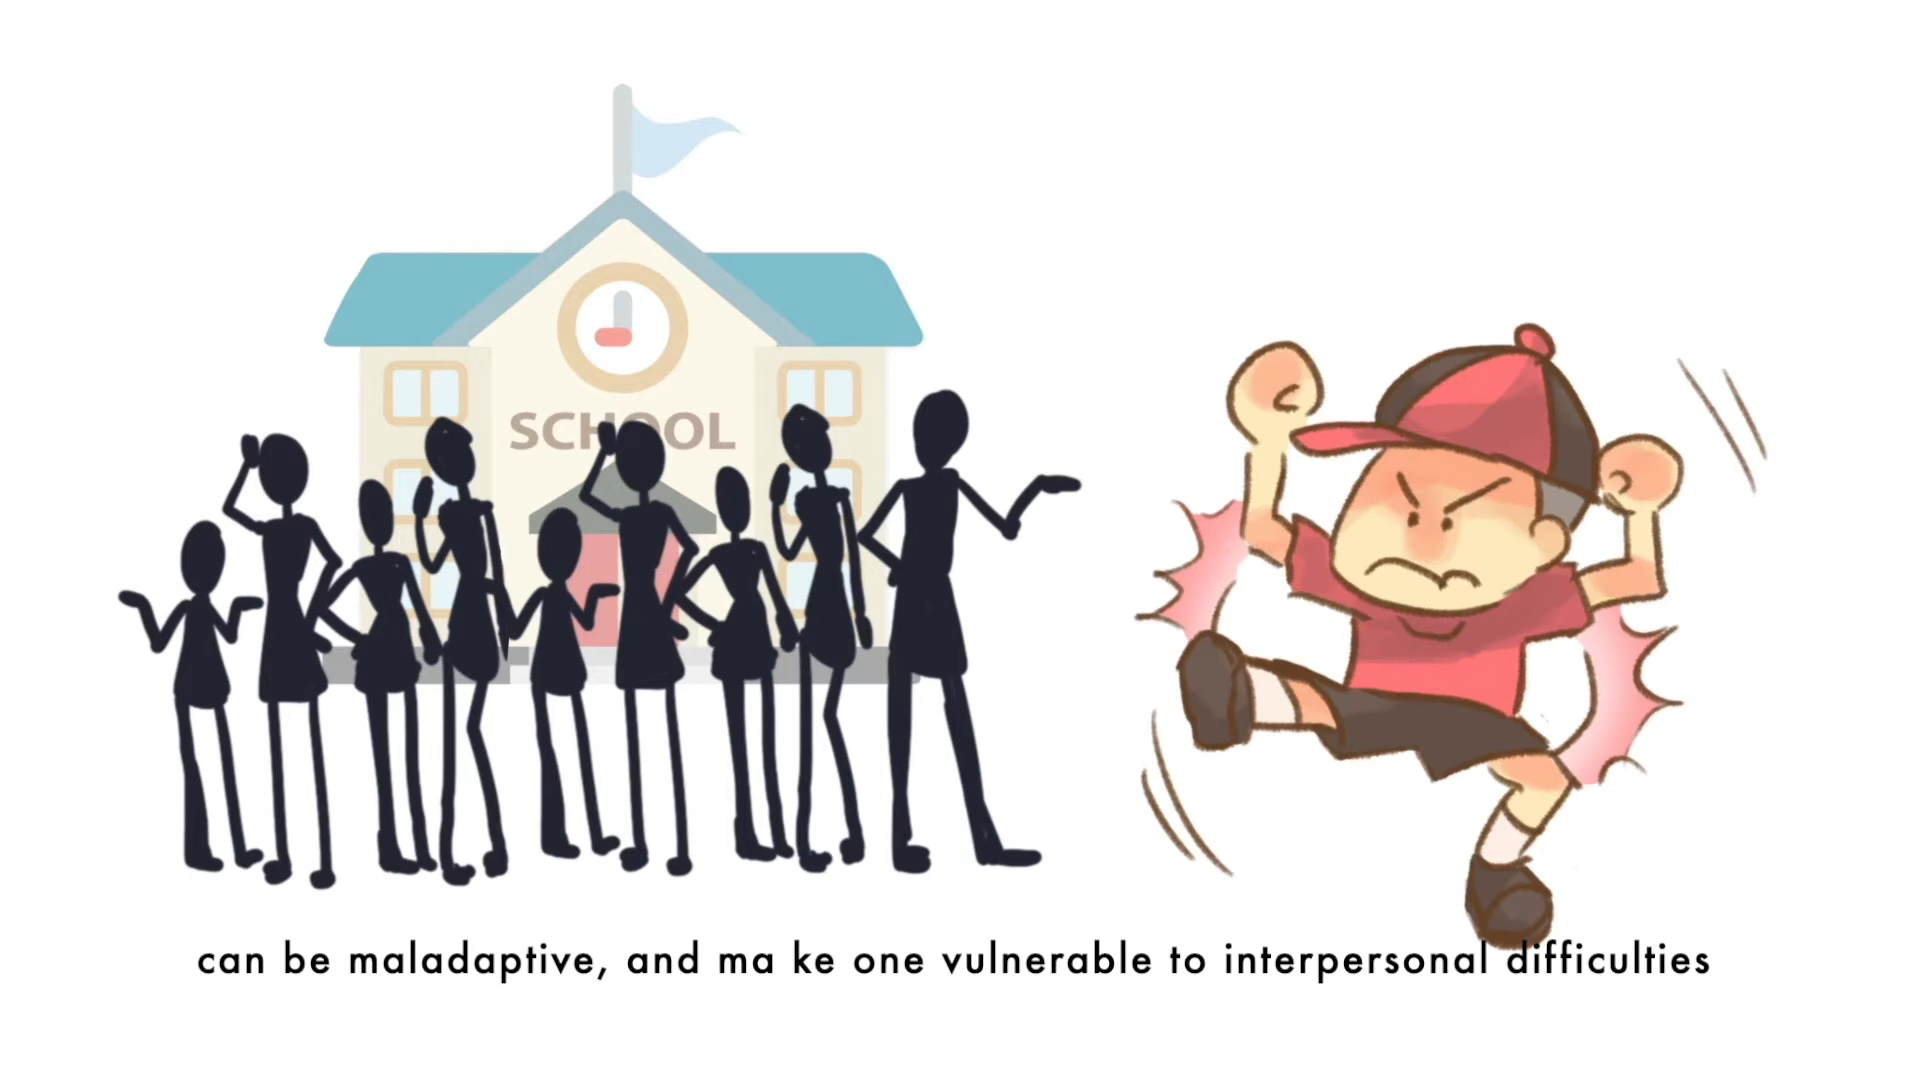 SCHOOL
can be maladaptive, and ma ke one vulnerable to interpersonal difficulties